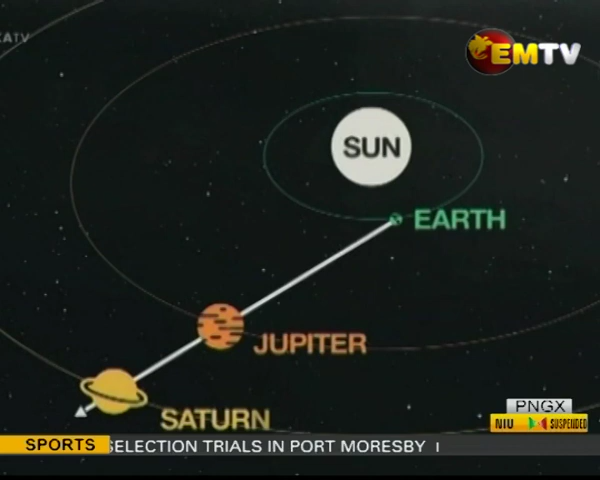 EMTV
SUN
EARTH
JUPITER
SATURN
PNGX
NIU SUSPENDED
SPORTS SELECTION TRIALS IN PORT MORESBY